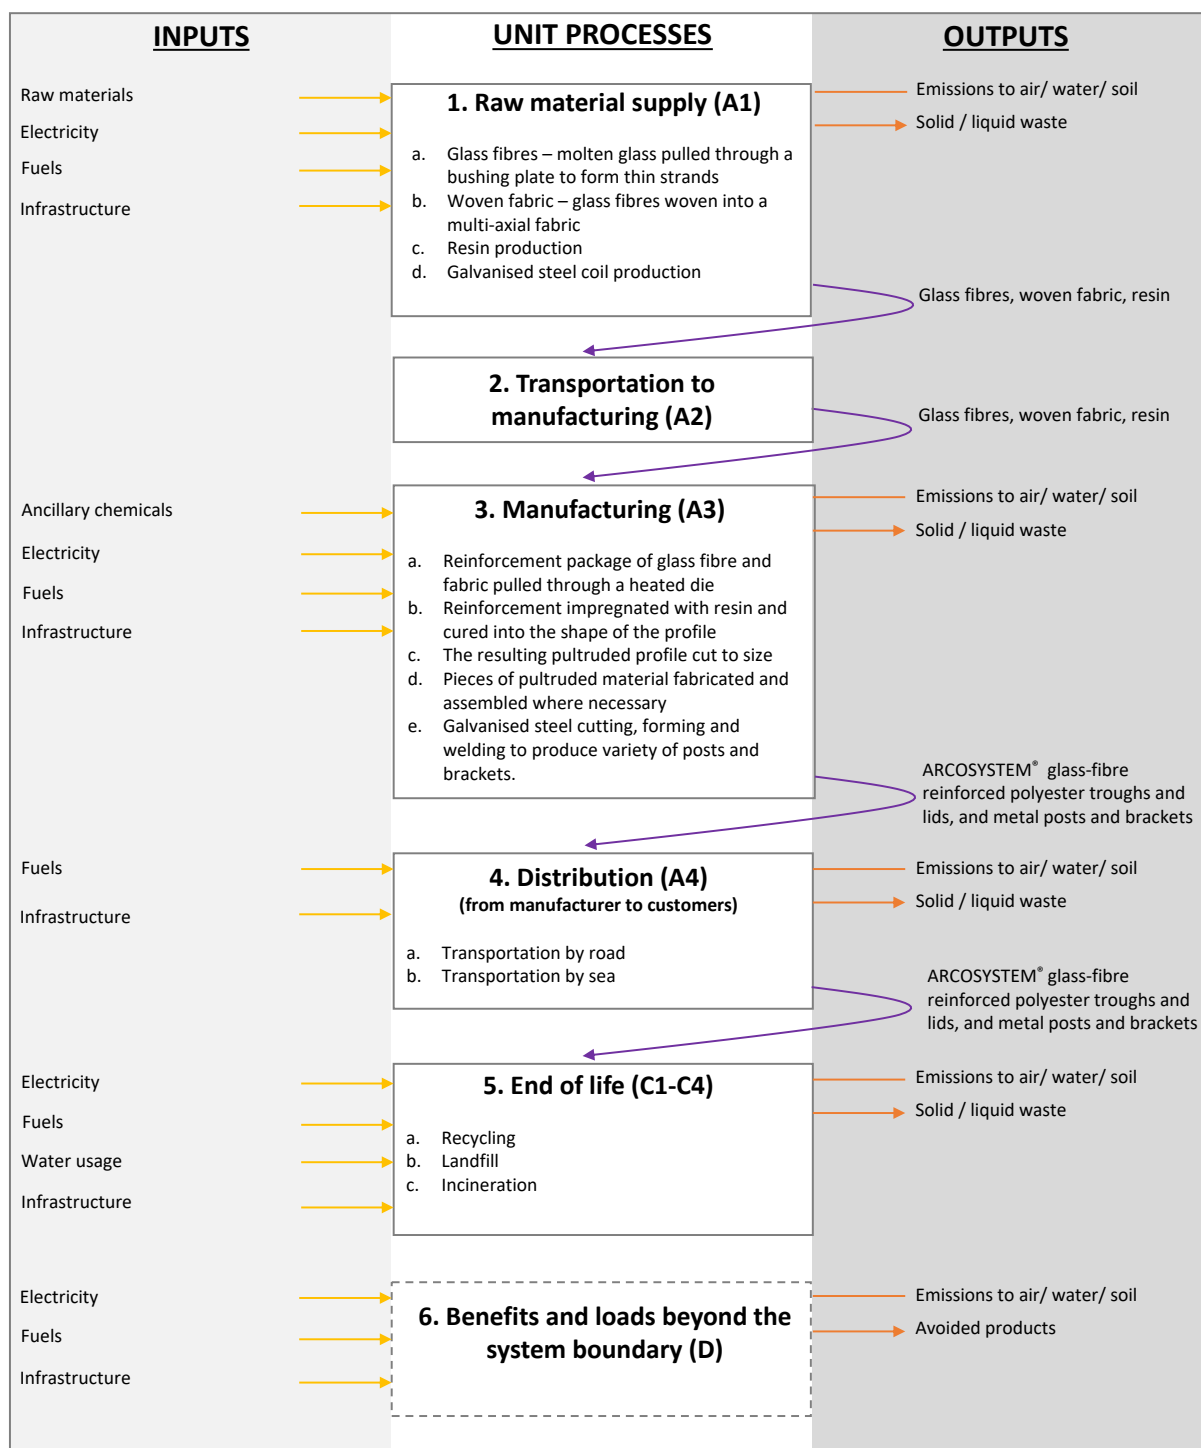 INPUTS
UNIT PROCESSES
OUTPUTS
Raw materials
Electricity
Fuels
Infrastructure
1. Raw material supply (A1)
a. Glass fibres – molten glass pulled through a
bushing plate to form thin strands
b. Woven fabric – glass fibres woven into a
multi-axial fabric
c. Resin production
d. Galvanised steel coil production
Emissions to air/ water/ soil
Solid / liquid waste
Glass fibres, woven fabric, resin
2. Transportation to
manufacturing (A2)
Glass fibres, woven fabric, resin
Ancillary chemicals
Electricity
Fuels
Infrastructure
3. Manufacturing (A3)
a. Reinforcement package of glass fibre and
fabric pulled through a heated die
b. Reinforcement impregnated with resin and
cured into the shape of the profile
c. The resulting pultruded profile cut to size
d. Pieces of pultruded material fabricated and
assembled where necessary
e. Galvanised steel cutting, forming and
welding to produce variety of posts and
brackets.
Emissions to air/ water/ soil
Solid / liquid waste
ARCOSYSTEM® glass-fibre
reinforced polyester troughs and
lids, and metal posts and brackets
Fuels
Infrastructure
4. Distribution (A4)
(from manufacturer to customers)
a. Transportation by road
b. Transportation by sea
Emissions to air/ water/ soil
Solid / liquid waste
ARCOSYSTEM® glass-fibre
reinforced polyester troughs and
lids, and metal posts and brackets
Electricity
Fuels
Water usage
Infrastructure
5. End of life (C1-C4)
a. Recycling
b. Landfill
c. Incineration
Emissions to air/ water/ soil
Solid / liquid waste
Electricity
Fuels
Infrastructure
6. Benefits and loads beyond the
system boundary (D)
Emissions to air/ water/ soil
Avoided products